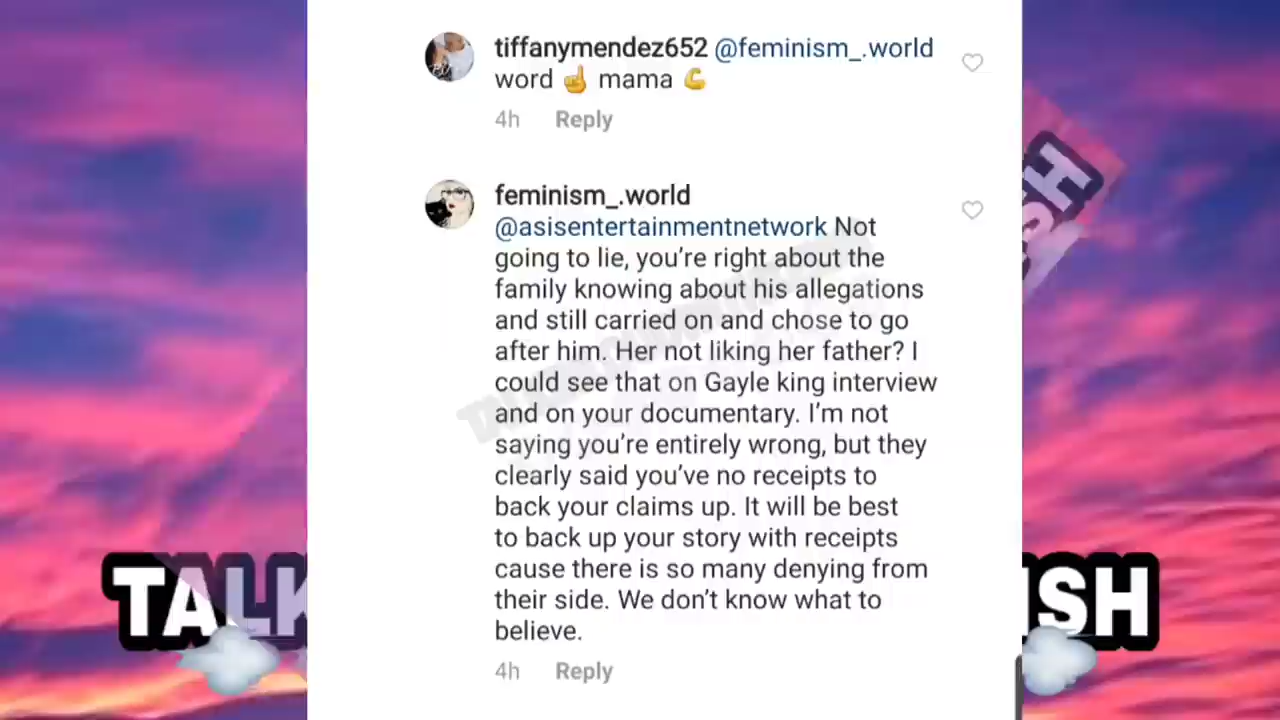 tiffanymendez652 @feminism_.world
word ☝️ mama 💪
4h Reply
feminism_.world
@asisentertainmentnetwork Not
going to lie, you’re right about the
family knowing about his allegations
and still carried on and chose to go
after him. Her not liking her father? I
could see that on Gayle king interview
and on your documentary. I’m not
saying you’re entirely wrong, but they
clearly said you’ve no receipts to
back your claims up. It will be best
to back up your story with receipts
cause there is so many denying from
their side. We don’t know what to
believe.
4h Reply
TALK
ISH